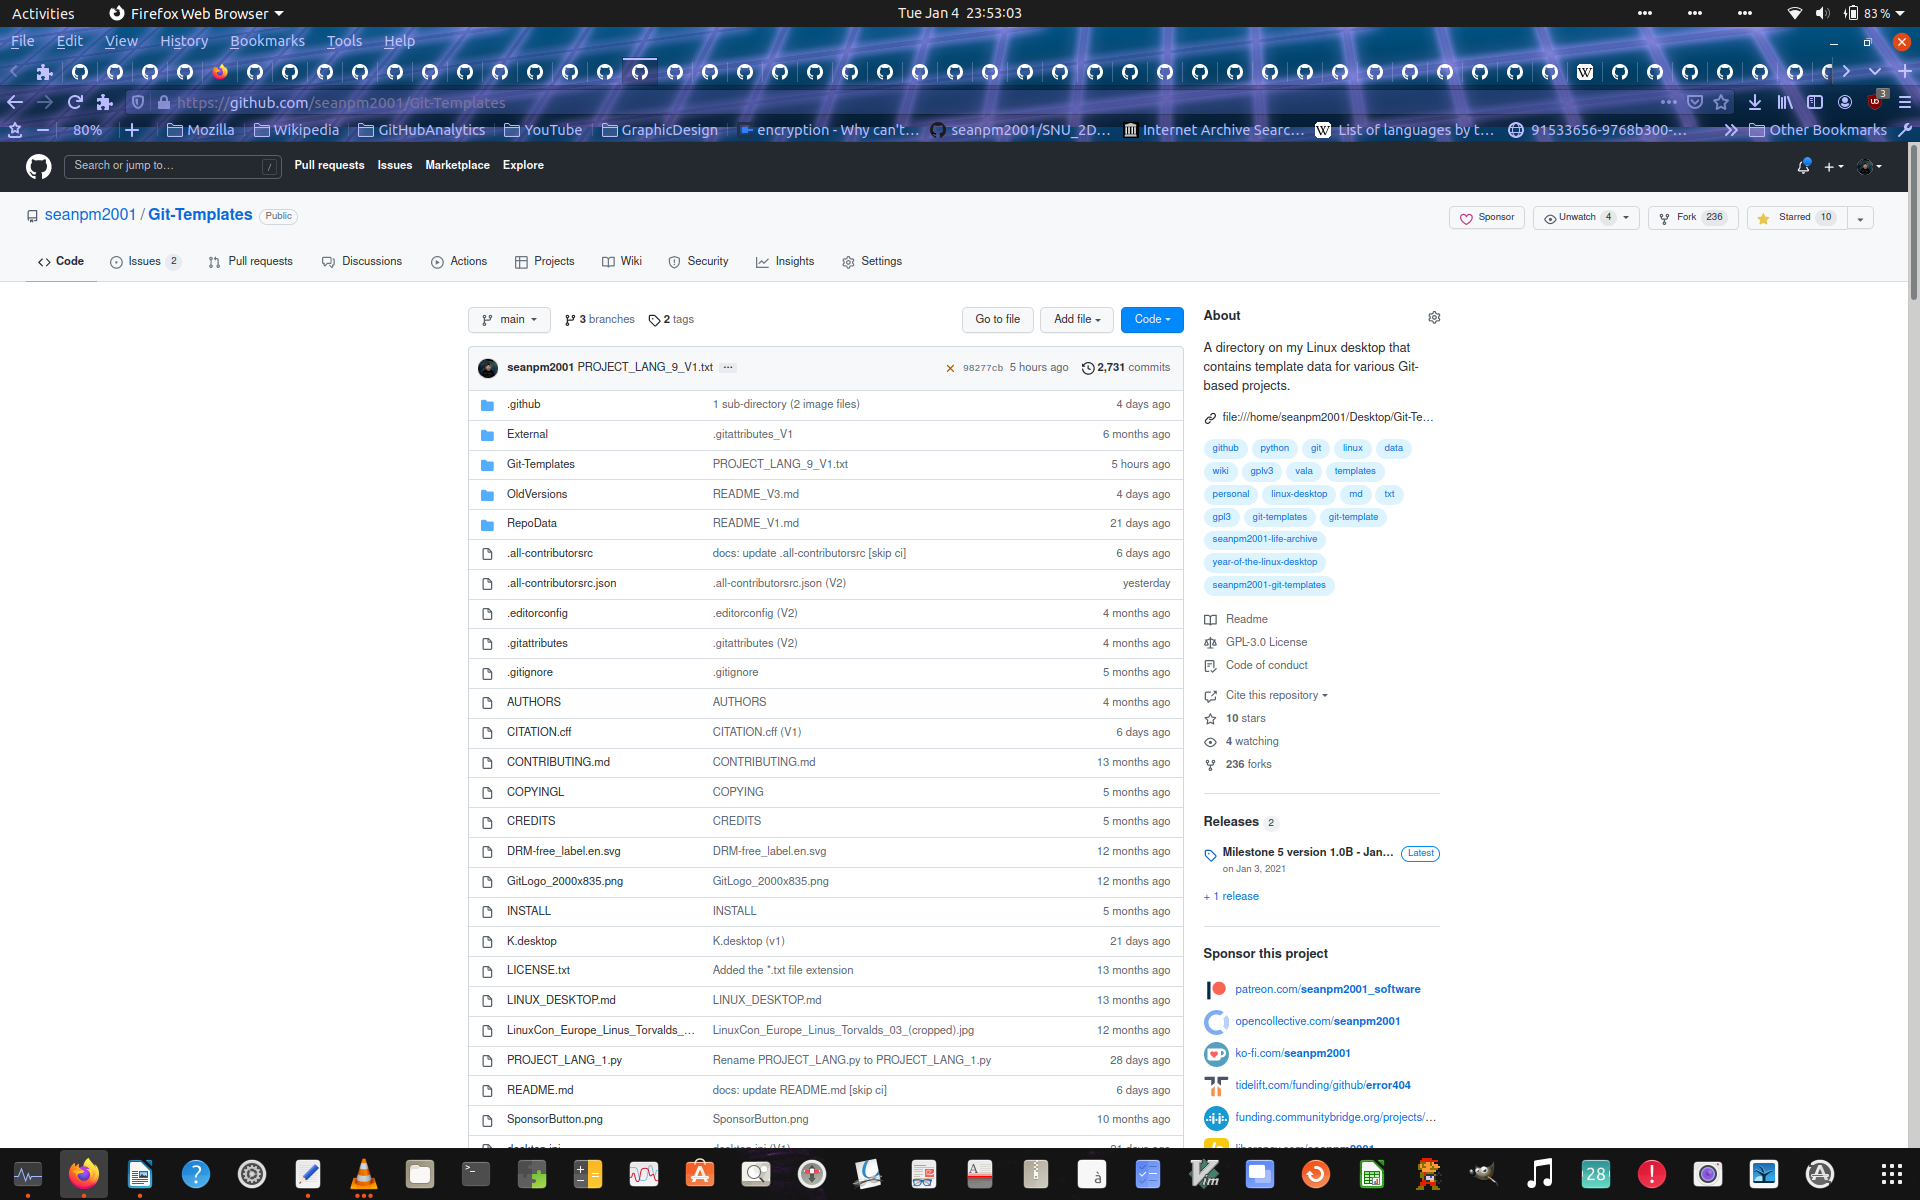 Activities
Firefox Web Browser
Tue Jan 4  23:53:03
83 %
File Edit View History Bookmarks Tools Help
https://github.com/seanpm2001/Git-Templates
3
80%
Mozilla
Wikipedia
GitHubAnalytics
YouTube
GraphicDesign
encryption - Why can't...
seanpm2001/SNU_2D...
Internet Archive Searc...
List of languages by t...
91533656-9768b300-...
Other Bookmarks
Search or jump to...
/
Pull requests Issues Marketplace Explore
seanpm2001 / Git-Templates Public
Sponsor
Unwatch 4
Fork 236
Starred 10
Code
Issues 2
Pull requests
Discussions
Actions
Projects
Wiki
Security
Insights
Settings
main
3 branches
2 tags
Go to file
Add file
Code
seanpm2001 PROJECT_LANG_9_V1.txt ...
98277cb 5 hours ago
2,731 commits
.github 1 sub-directory (2 image files) 4 days ago
External .gitattributes_V1 6 months ago
Git-Templates PROJECT_LANG_9_V1.txt 5 hours ago
OldVersions README_V3.md 4 days ago
RepoData README_V1.md 21 days ago
.all-contributorsrc docs: update .all-contributorsrc [skip ci] 6 days ago
.all-contributorsrc.json .all-contributorsrc.json (V2) yesterday
.editorconfig .editorconfig (V2) 4 months ago
.gitattributes .gitattributes (V2) 4 months ago
.gitignore .gitignore 5 months ago
AUTHORS AUTHORS 4 months ago
CITATION.cff CITATION.cff (V1) 6 days ago
CONTRIBUTING.md CONTRIBUTING.md 13 months ago
COPYINGL COPYING 5 months ago
CREDITS CREDITS 5 months ago
DRM-free_label.en.svg DRM-free_label.en.svg 12 months ago
GitLogo_2000x835.png GitLogo_2000x835.png 12 months ago
INSTALL INSTALL 5 months ago
K.desktop K.desktop (v1) 21 days ago
LICENSE.txt Added the *.txt file extension 13 months ago
LINUX_DESKTOP.md LINUX_DESKTOP.md 13 months ago
LinuxCon_Europe_Linus_Torvalds_... LinuxCon_Europe_Linus_Torvalds_03_(cropped).jpg 12 months ago
PROJECT_LANG_1.py Rename PROJECT_LANG.py to PROJECT_LANG_1.py 28 days ago
README.md docs: update README.md [skip ci] 6 days ago
SponsorButton.png SponsorButton.png 10 months ago
About
A directory on my Linux desktop that
contains template data for various Git-
based projects.
file:///home/seanpm2001/Desktop/Git-Te...
github python git linux data
wiki gplv3 vala templates
personal linux-desktop md txt
gpl3 git-templates git-template
seanpm2001-life-archive
year-of-the-linux-desktop
seanpm2001-git-templates
Readme
GPL-3.0 License
Code of conduct
Cite this repository
10 stars
4 watching
236 forks
Releases 2
Milestone 5 version 1.0B - Jan... Latest
on Jan 3, 2021
+ 1 release
Sponsor this project
patreon.com/seanpm2001_software
opencollective.com/seanpm2001
ko-fi.com/seanpm2001
tidelift.com/funding/github/error404
funding.communitybridge.org/projects/...
28